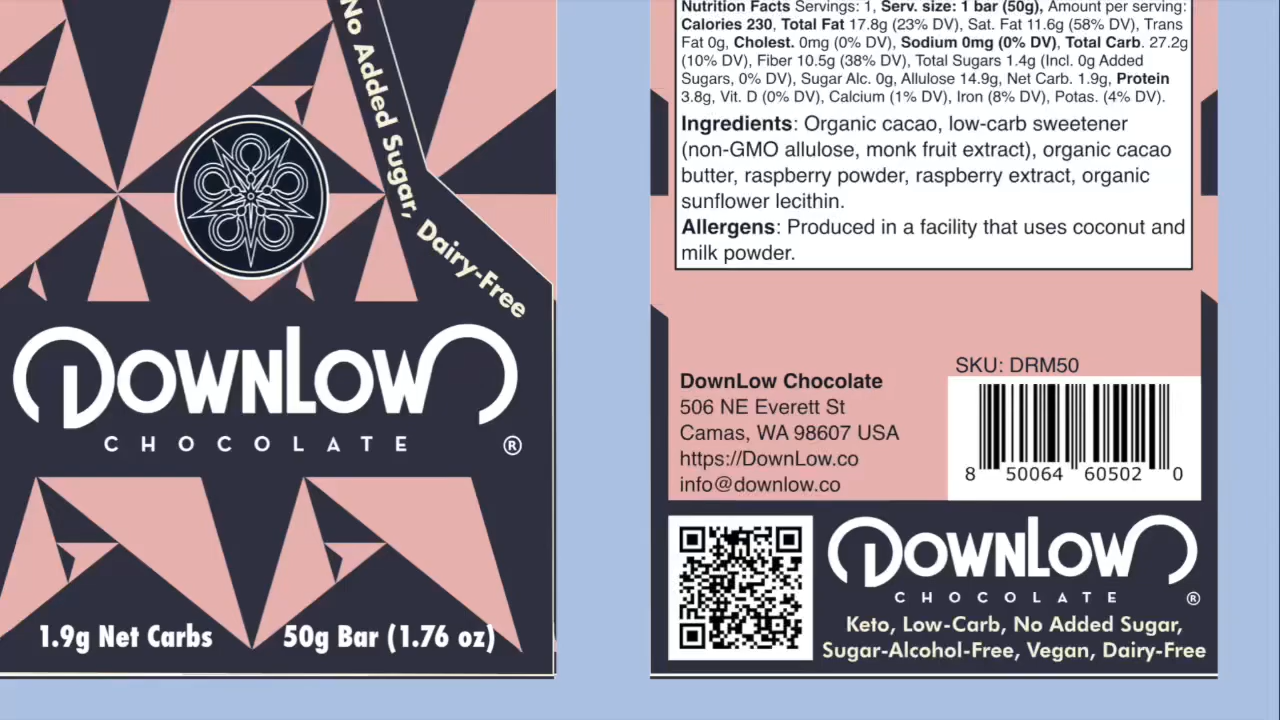 No Added Sugar, Dairy-Free
DOWNLOW
CHOCOLATE
®
1.9g Net Carbs
50g Bar (1.76 oz)
Nutrition Facts Servings: 1, Serv. size: 1 bar (50g), Amount per serving:
Calories 230, Total Fat 17.8g (23% DV), Sat. Fat 11.6g (58% DV), Trans
Fat 0g, Cholest. 0mg (0% DV), Sodium 0mg (0% DV), Total Carb. 27.2g
(10% DV), Fiber 10.5g (38% DV), Total Sugars 1.4g (Incl. 0g Added
Sugars, 0% DV), Sugar Alc. 0g, Allulose 14.9g, Net Carb. 1.9g, Protein
3.8g, Vit. D (0% DV), Calcium (1% DV), Iron (8% DV), Potas. (4% DV).
Ingredients: Organic cacao, low-carb sweetener
(non-GMO allulose, monk fruit extract), organic cacao
butter, raspberry powder, raspberry extract, organic
sunflower lecithin.
Allergens: Produced in a facility that uses coconut and
milk powder.
DownLow Chocolate
506 NE Everett St
Camas, WA 98607 USA
https://DownLow.co
info@downlow.co
SKU: DRM50
8 50064 60502 0
DOWNLOW
CHOCOLATE
®
Keto, Low-Carb, No Added Sugar,
Sugar-Alcohol-Free, Vegan, Dairy-Free